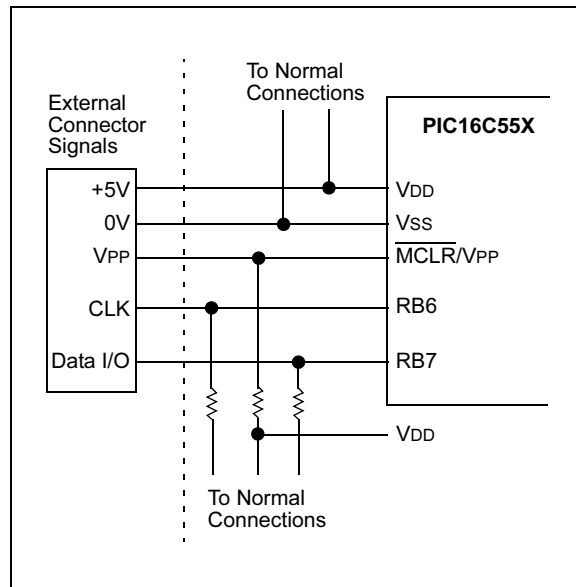 To Normal
Connections
External
Connector
Signals
PIC16C55X
+5V
VDD
0V
VSS
VPP
MCLR/VPP
CLK
RB6
Data I/O
RB7
VDD
To Normal
Connections